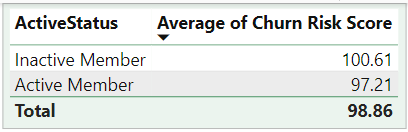 ActiveStatus Average of Churn Risk Score
Inactive Member 100.61
Active Member 97.21
Total 98.86